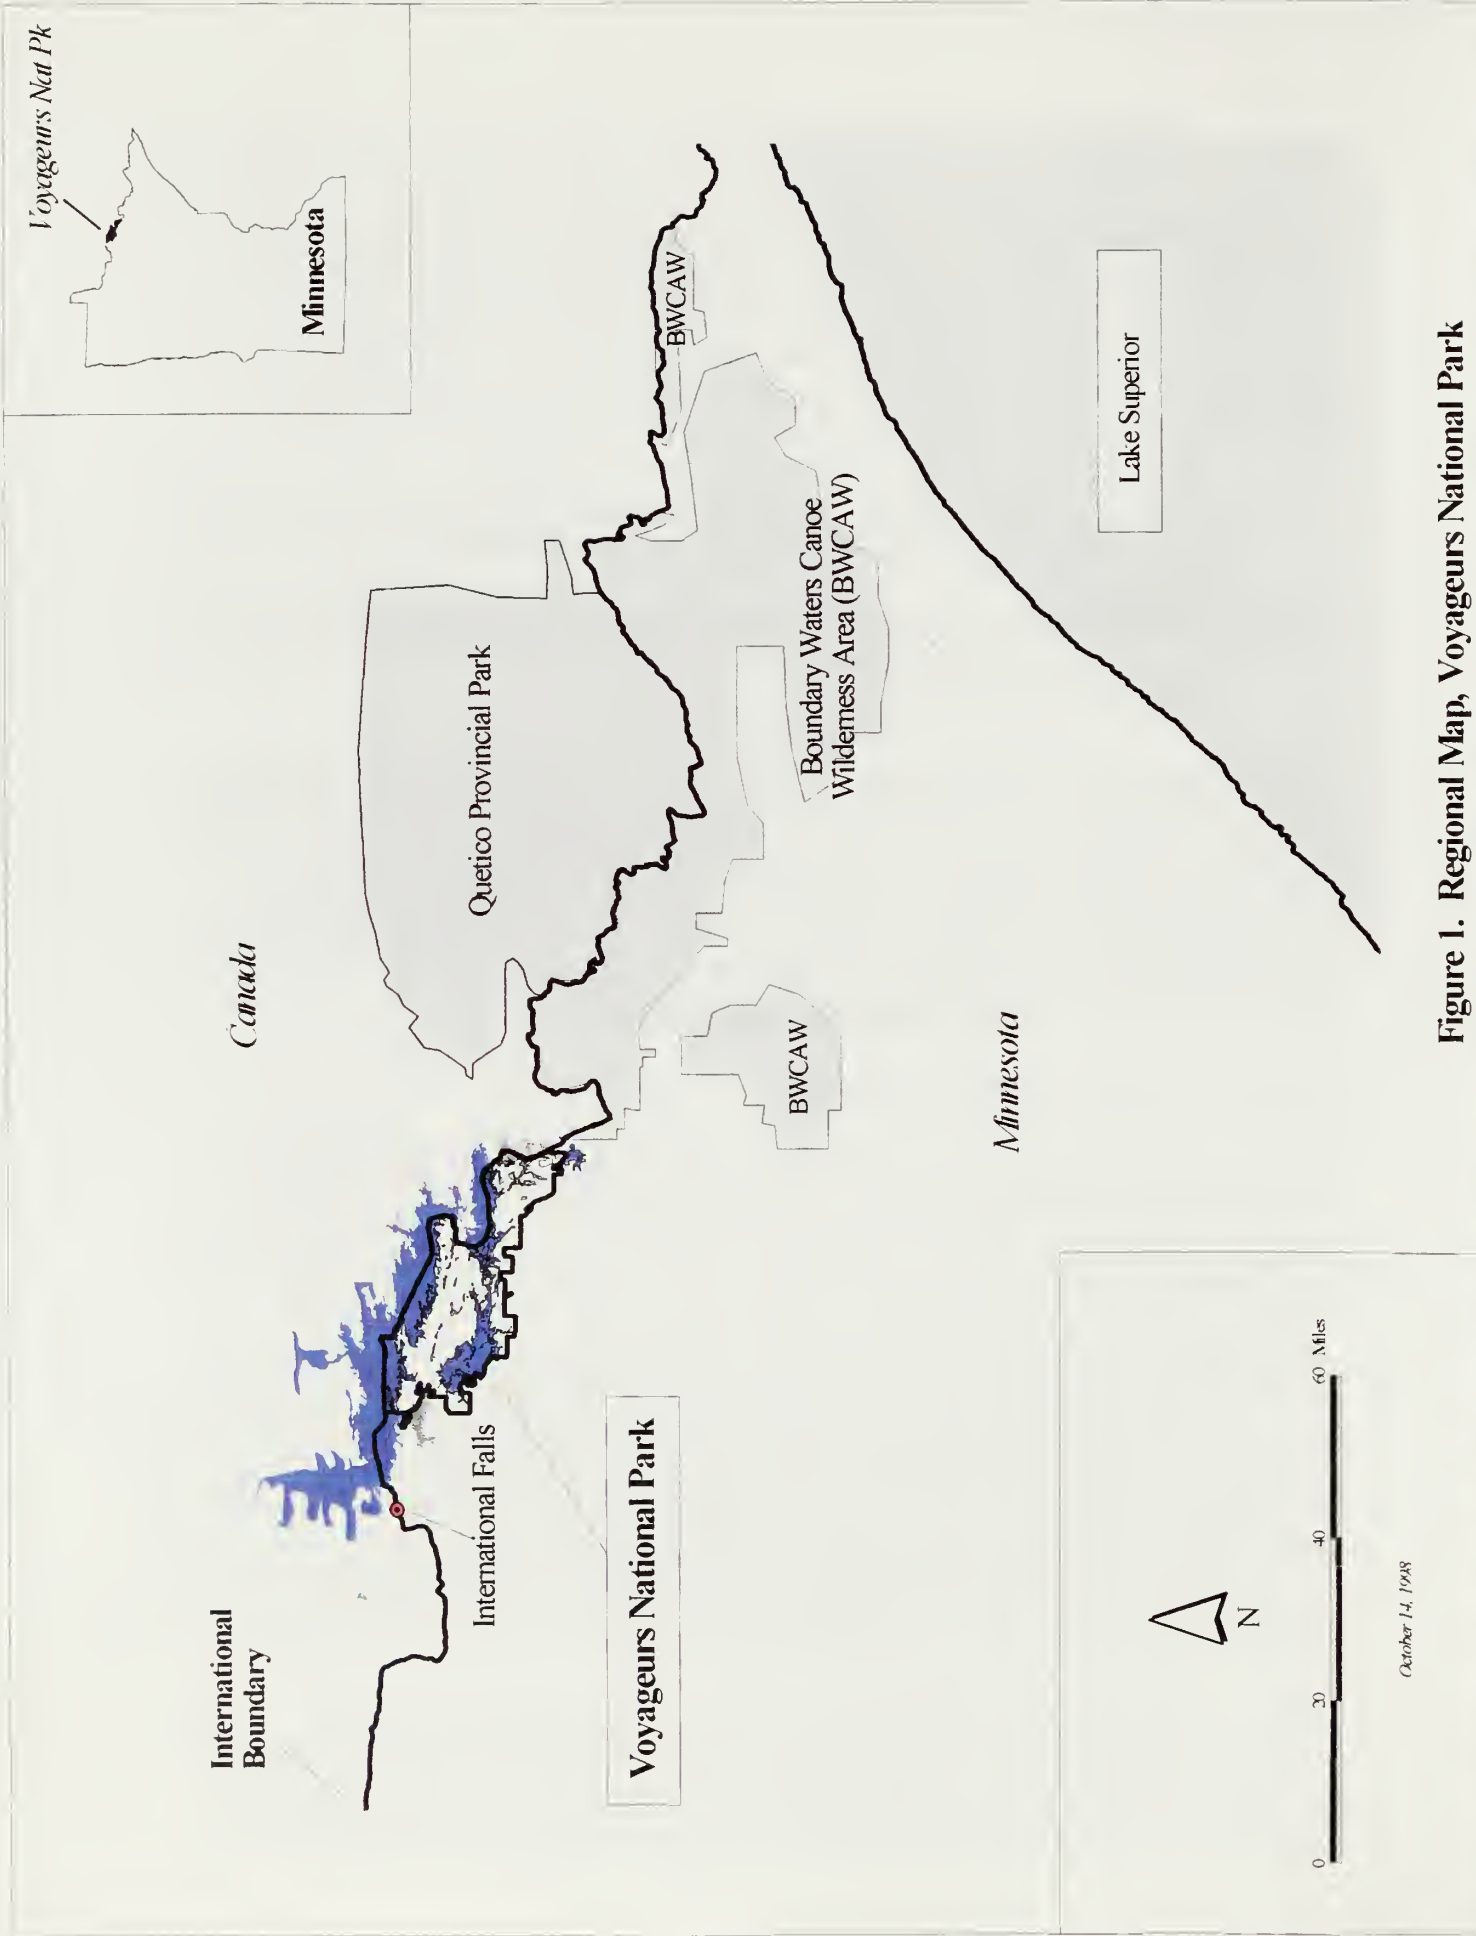 Voyageurs Nat Pk
Minnesota
Canada
International
Boundary
Quetico Provincial Park
International Falls
BWCAW
Voyageurs National Park
Boundary Waters Canoe
Wilderness Area (BWCAW)
BWCAW
Minnesota
Lake Superior
N
0
20
40
60 Miles
October 14, 1998
Figure 1. Regional Map, Voyageurs National Park